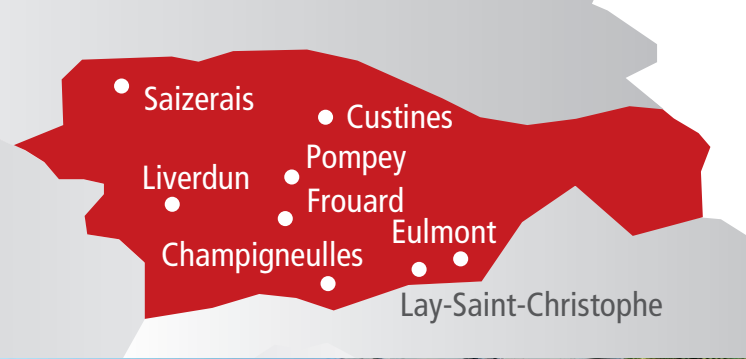 Saizerais
Custines
Pompey
Liverdun
Frouard
Eulmont
Champigneulles
Lay-Saint-Christophe